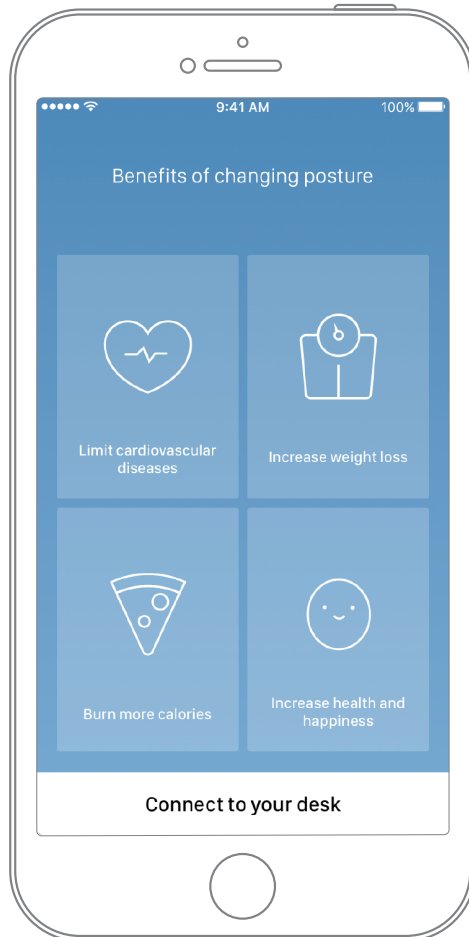 9:41 AM
100%
Benefits of changing posture
Limit cardiovascular
diseases
Increase weight loss
Burn more calories
Increase health and
happiness
Connect to your desk